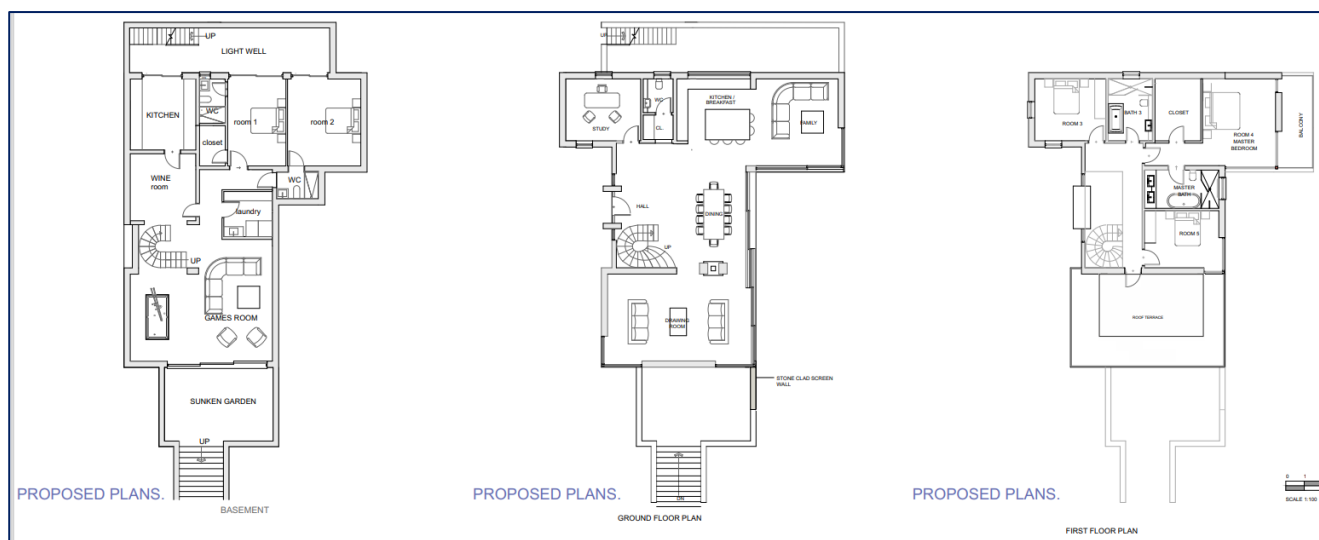 UP
LIGHT WELL
KITCHEN
WC
room 1
room 2
closet
WINE
room
WC
laundry
UP
GAMES ROOM
SUNKEN GARDEN
UP
PROPOSED PLANS.
BASEMENT
UP
STUDY
WC
CL.
KITCHEN /
BREAKFAST
FAMILY
HALL
DINING
UP
DRAWING
ROOM
STONE CLAD SCREEN
WALL
PROPOSED PLANS.
DN
GROUND FLOOR PLAN
ROOM 3
BATH 3
CLOSET
ROOM 4
MASTER
BEDROOM
BALCONY
MASTER
BATH
ROOM 5
ROOF TERRACE
PROPOSED PLANS.
0 1
SCALE 1:100
FIRST FLOOR PLAN